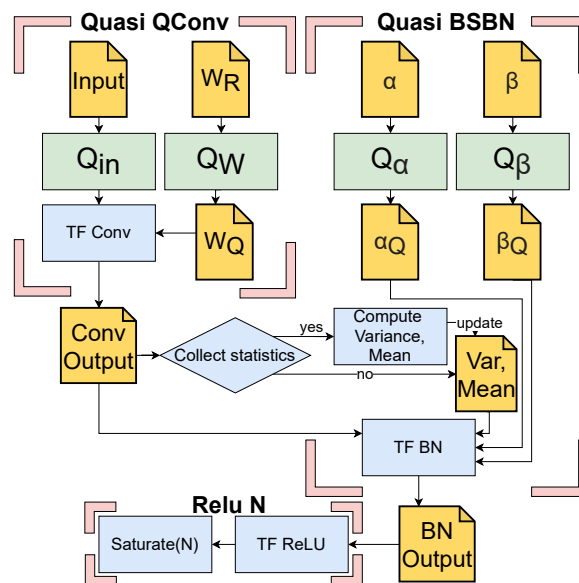 Quasi QConv
Quasi BSBN
Input
WR
α
β
Qin
QW
Qα
Qβ
TF Conv
WQ
αQ
βQ
Conv
Output
Collect statistics
yes
no
Compute
Variance,
Mean
update
Var,
Mean
TF BN
Relu N
Saturate(N)
TF ReLU
BN
Output